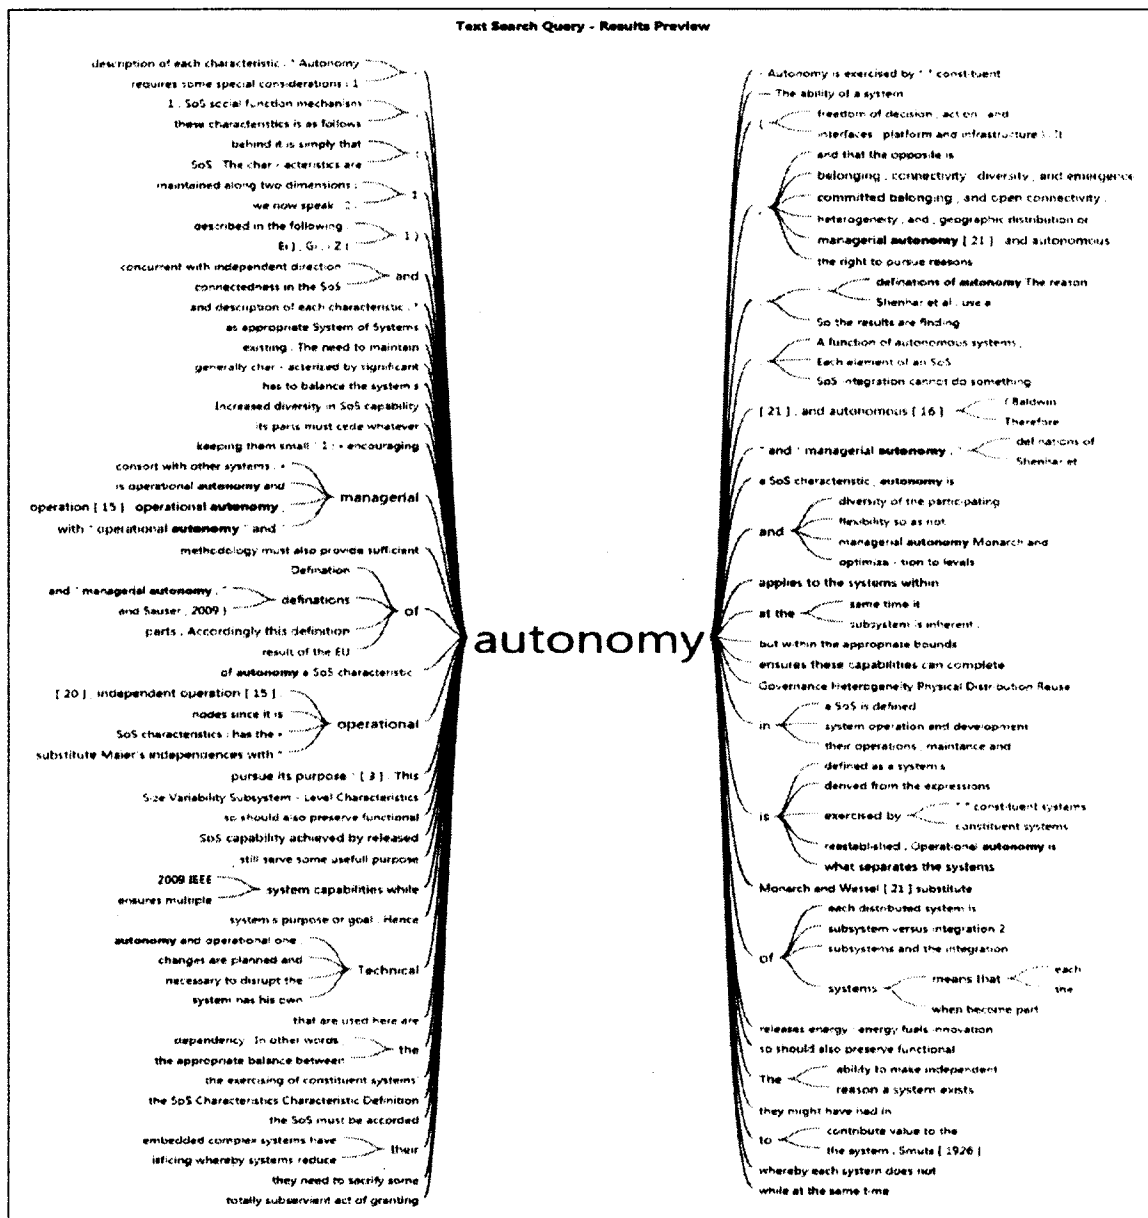 Text Search Query - Results Preview
description of each characteristic . " Autonomy
requires some special considerations : 1
1 . SoS social function mechanism
these characteristics is as follows
behind it is simply that
SoS . The char - acteristics are
maintained along two dimensions :
we now speak
1
described in the following
1 )
concurrent with independent direction
connectedness in the SoS
and
and description of each characteristic . "
as appropriate System of Systems
existing . The need to maintain
generally char - acterized by significant
has to balance the system s
Increased diversity in SoS capability
its parts must cede whatever
keeping them small " 1 : • encouraging
consort with other systems . •
is operational autonomy and
operation [ 15 ] operational autonomy ,
with " operational autonomy " and "
managerial
methodology must also provide sufficient
Defination
and " managerial autonomy , "
and Sauser , 2009 )
definations
parts . Accordingly this definition
result of the EU
of
of autonomy a SoS characteristic
[ 20 ] , independent operation [ 15 ] ,
nodes since it is
SoS characteristics : has the •
substitute Maier's independences with "
operational
pursue its purpose " [ 3 ] . This
Size Variability Subsystem - Level Characteristics
so should also preserve functional
SoS capability achieved by released
still serve some usefull purpose
2009 IEEE
ensures multiple
system capabilities while
system s purpose or goal . Hence
autonomy and operational one .
changes are planned and
necessary to disrupt the
system has his own
Technical
that are used here are
dependency . In other words
the appropriate balance between
the
the exercising of constituent systems'
the SoS Characteristics Characteristic Definition
the SoS must be accorded
embedded complex systems have
isficing whereby systems reduce
their
they need to sacrify some
totally subservient act of granting
autonomy
- Autonomy is exercised by " " constituent
— The ability of a system
(
freedom of decision , action , and
interfaces , platform and infrastructure ) . It
,
and that the opposite is
belonging , connectivity , diversity , and emergence
committed belonging , and open connectivity ,
heterogeneity , and , geographic distribution or
managerial autonomy [ 21 ] , and autonomous
the right to pursue reasons
definations of autonomy The reason
Shenhar et al . use a
So the results are finding
A function of autonomous systems ,
Each element of an SoS
SoS integration cannot do something
[ 21 ] , and autonomous [ 16 ]
( Baldwin
Therefore
" and " managerial autonomy , "
definations of
Shenhar et
a SoS characteristic , autonomy is
and
diversity of the participating
flexibility so as not
managerial autonomy Monarch and
optimiza - tion to levels
applies to the systems within
at the
same time it
subsystem is inherent ,
but within the appropriate bounds
ensures these capabilities can complete
Governance Heterogeneity Physical Distribution Reuse
in
a SoS is defined
system operation and development
their operations , maintance and
is
defined as a system s
derived from the expressions
exercised by
" " constituent systems
constituent systems
reestablished . Operational autonomy is
what separates the systems
Monarch and Wessel [ 21 ] substitute
of
each distributed system is
subsystem versus integration 2
subsystems and the integration
systems
means that
each
the
when become part
releases energy ; energy fuels innovation
so should also preserve functional
The
ability to make independent
reason a system exists
they might have had in
to
contribute value to the
the system . Smuts [ 1926 ]
whereby each system does not
while at the same time